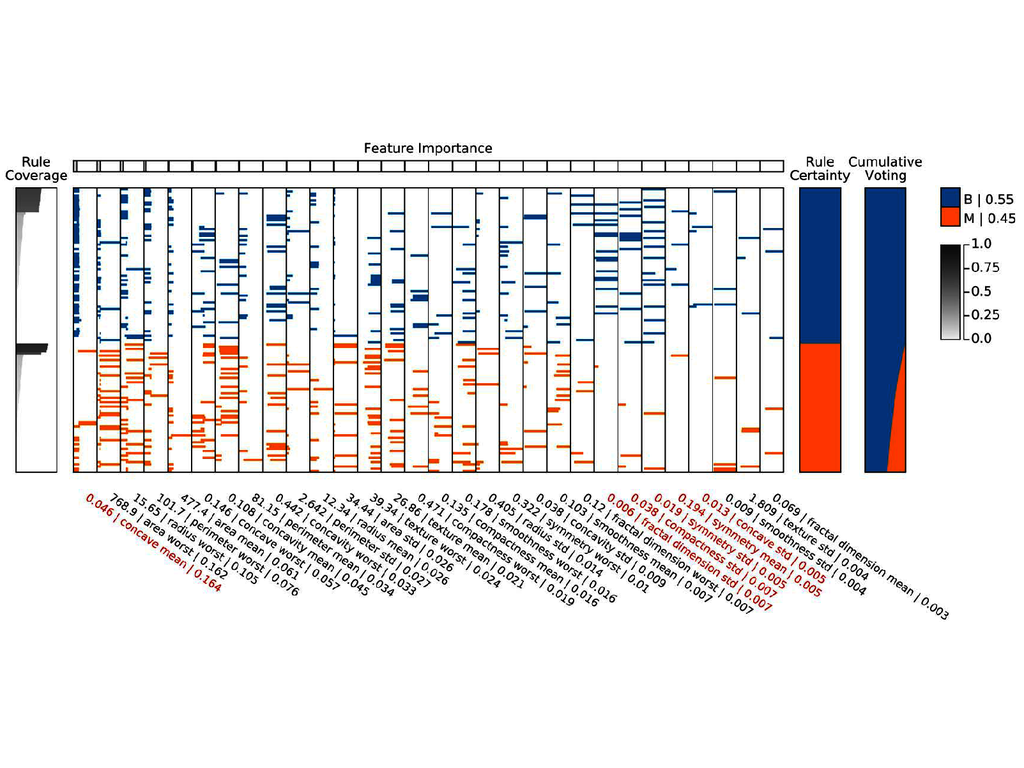 Feature Importance
Rule
Coverage
Rule
Certainty
Cumulative
Voting
B | 0.55
M | 0.45
1.0
0.75
0.5
0.25
0.0
0.046 | concave mean | 0.164
768.9 | area worst | 0.162
15.65 | radius worst | 0.105
101.7 | perimeter worst | 0.076
477.4 | area mean | 0.061
0.146 | concave worst | 0.057
0.108 | concavity mean | 0.045
81.15 | perimeter mean | 0.034
0.442 | concavity worst | 0.033
2.642 | perimeter std | 0.027
12.34 | radius mean | 0.026
34.44 | area std | 0.026
39.34 | texture worst | 0.024
26.86 | texture mean | 0.021
0.471 | compactness worst | 0.019
0.135 | compactness mean | 0.016
0.178 | smoothness worst | 0.016
0.405 | radius std | 0.014
0.322 | symmetry worst | 0.01
0.038 | concavity std | 0.009
0.103 | smoothness mean | 0.007
0.12 | fractal dimension worst | 0.007
0.006 | fractal dimension std | 0.007
0.038 | compactness std | 0.007
0.019 | symmetry std | 0.005
0.194 | symmetry mean | 0.005
0.013 | concave std | 0.005
0.009 | smoothness std | 0.004
1.809 | texture std | 0.004
0.069 | fractal dimension mean | 0.003